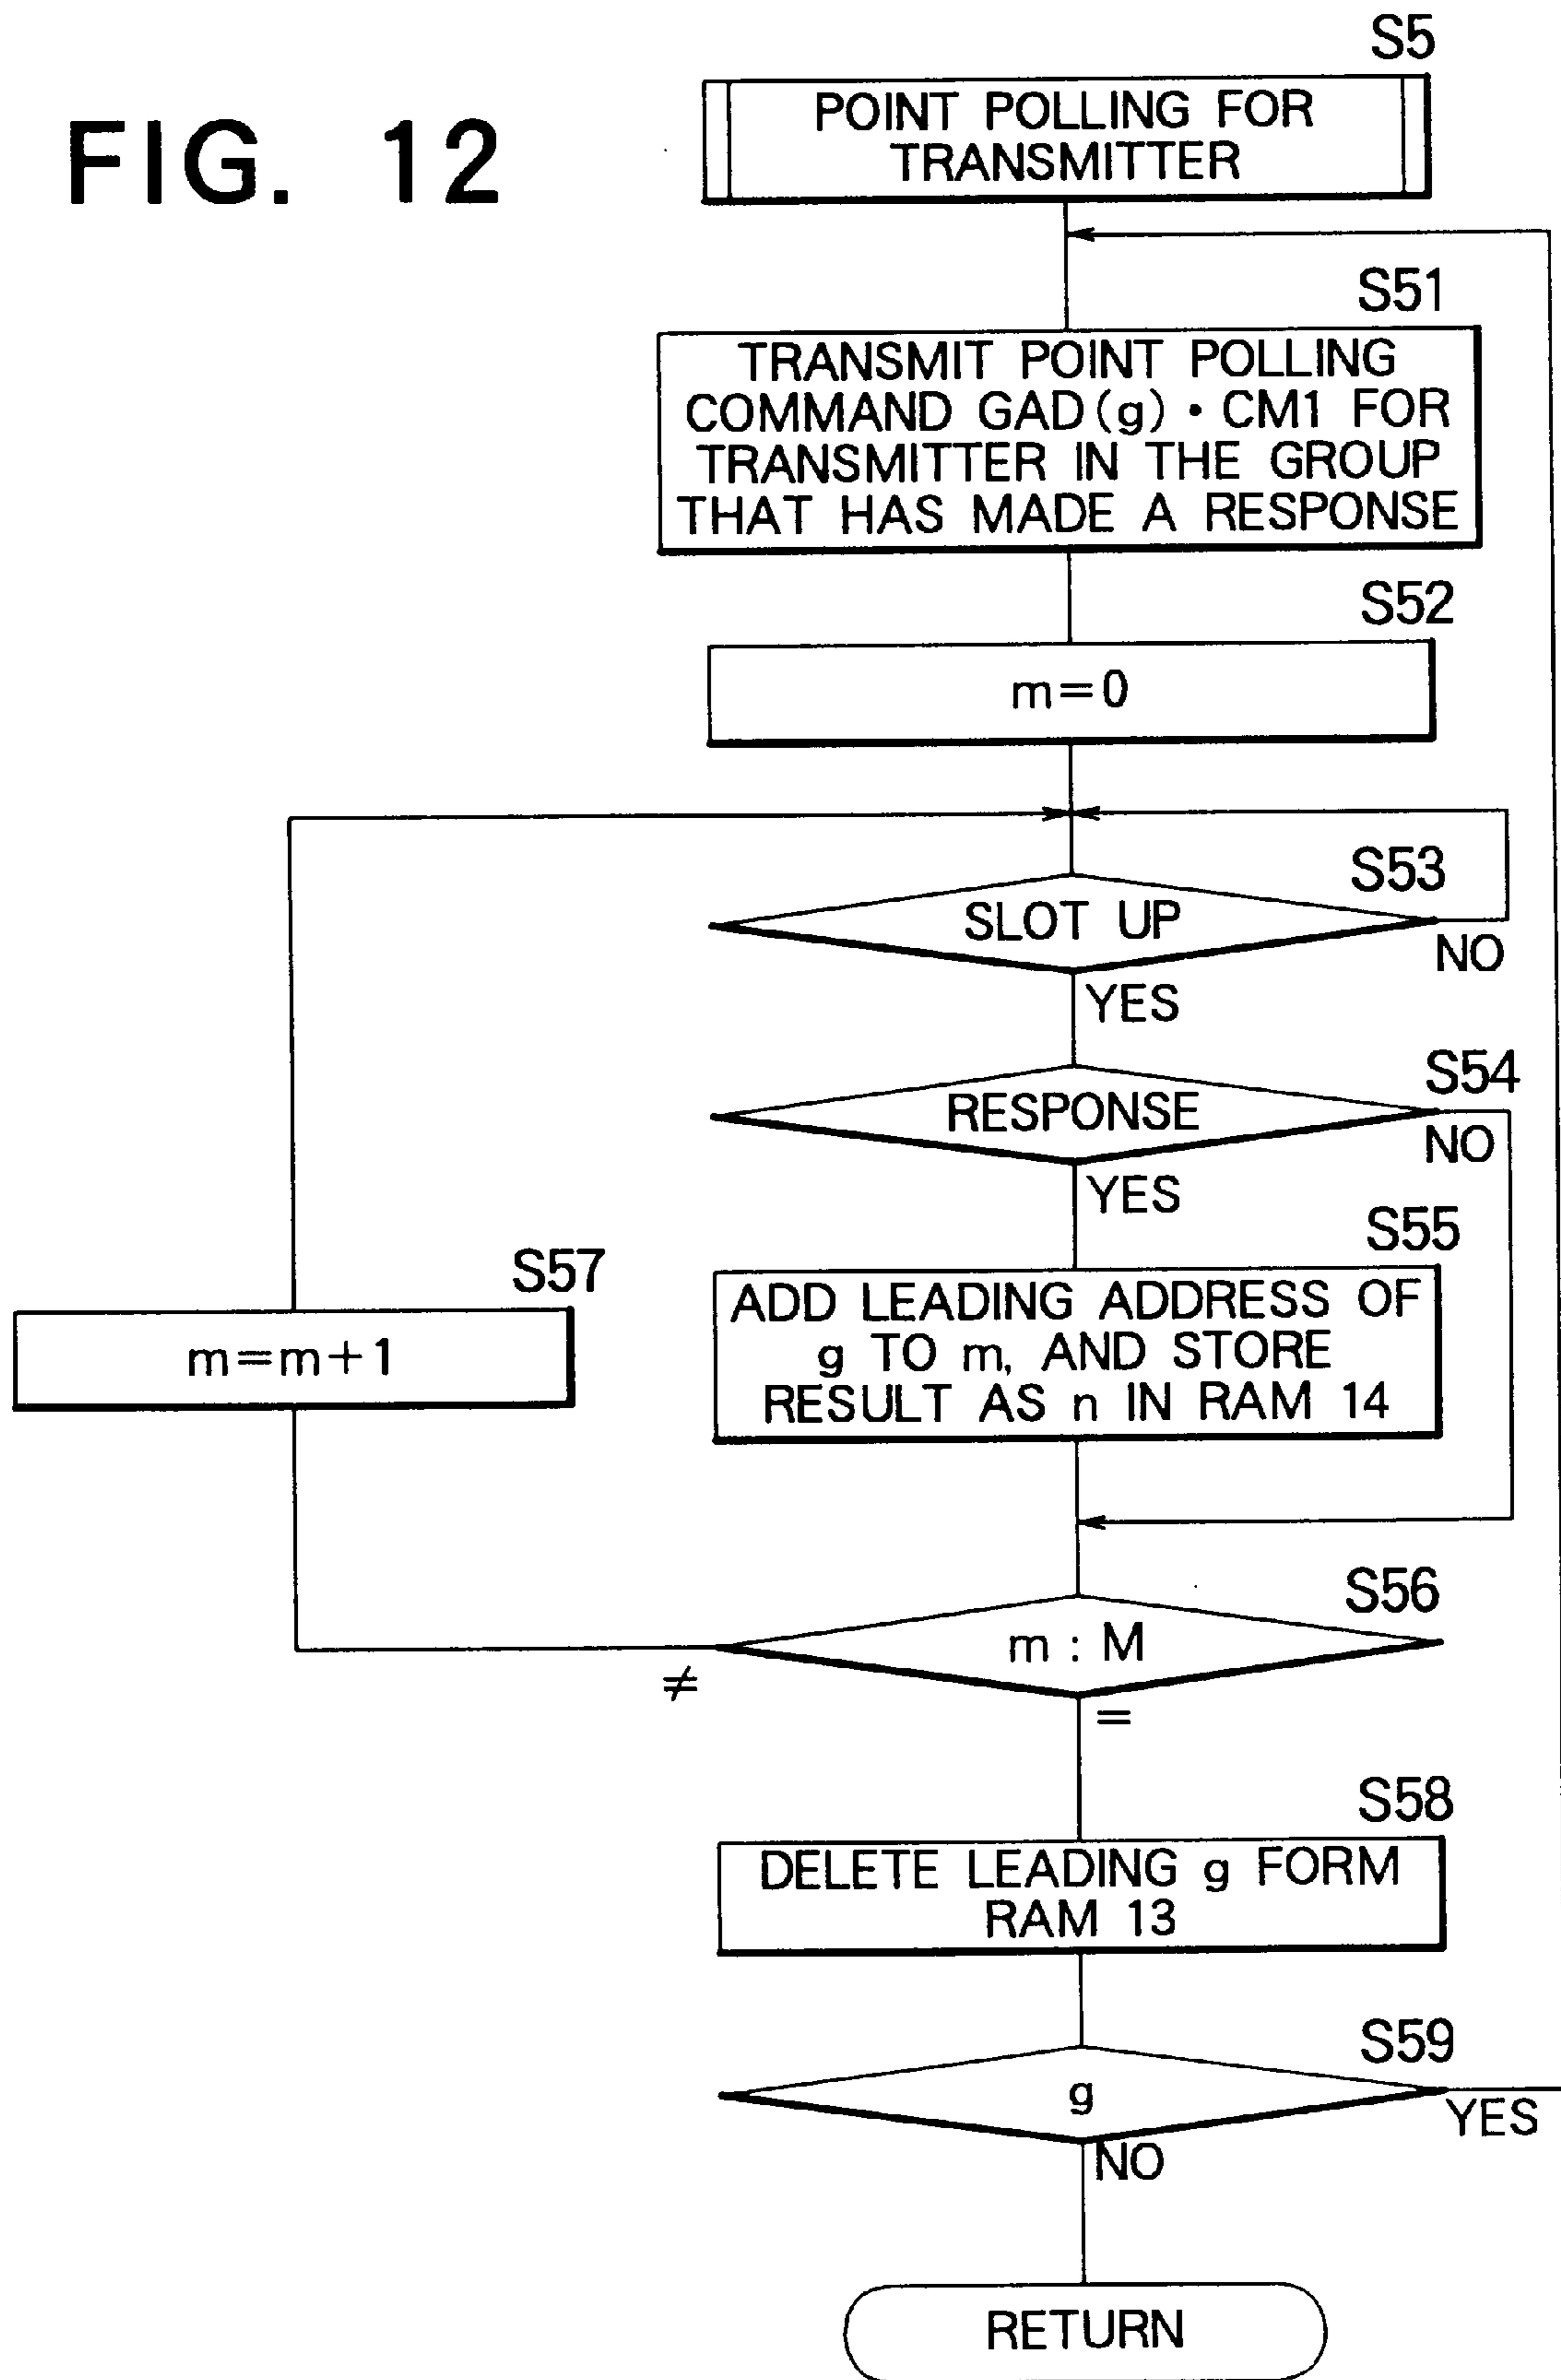 FIG. 12
S5
POINT POLLING FOR
TRANSMITTER
S51
TRANSMIT POINT POLLING
COMMAND GAD(g) • CM1 FOR
TRANSMITTER IN THE GROUP
THAT HAS MADE A RESPONSE
S52
m=0
S53
SLOT UP
NO
YES
S54
RESPONSE
NO
YES
S55
ADD LEADING ADDRESS OF
g TO m, AND STORE
RESULT AS n IN RAM 14
S57
m=m+1
S56
m : M
≠
=
S58
DELETE LEADING g FORM
RAM 13
S59
g
YES
NO
RETURN